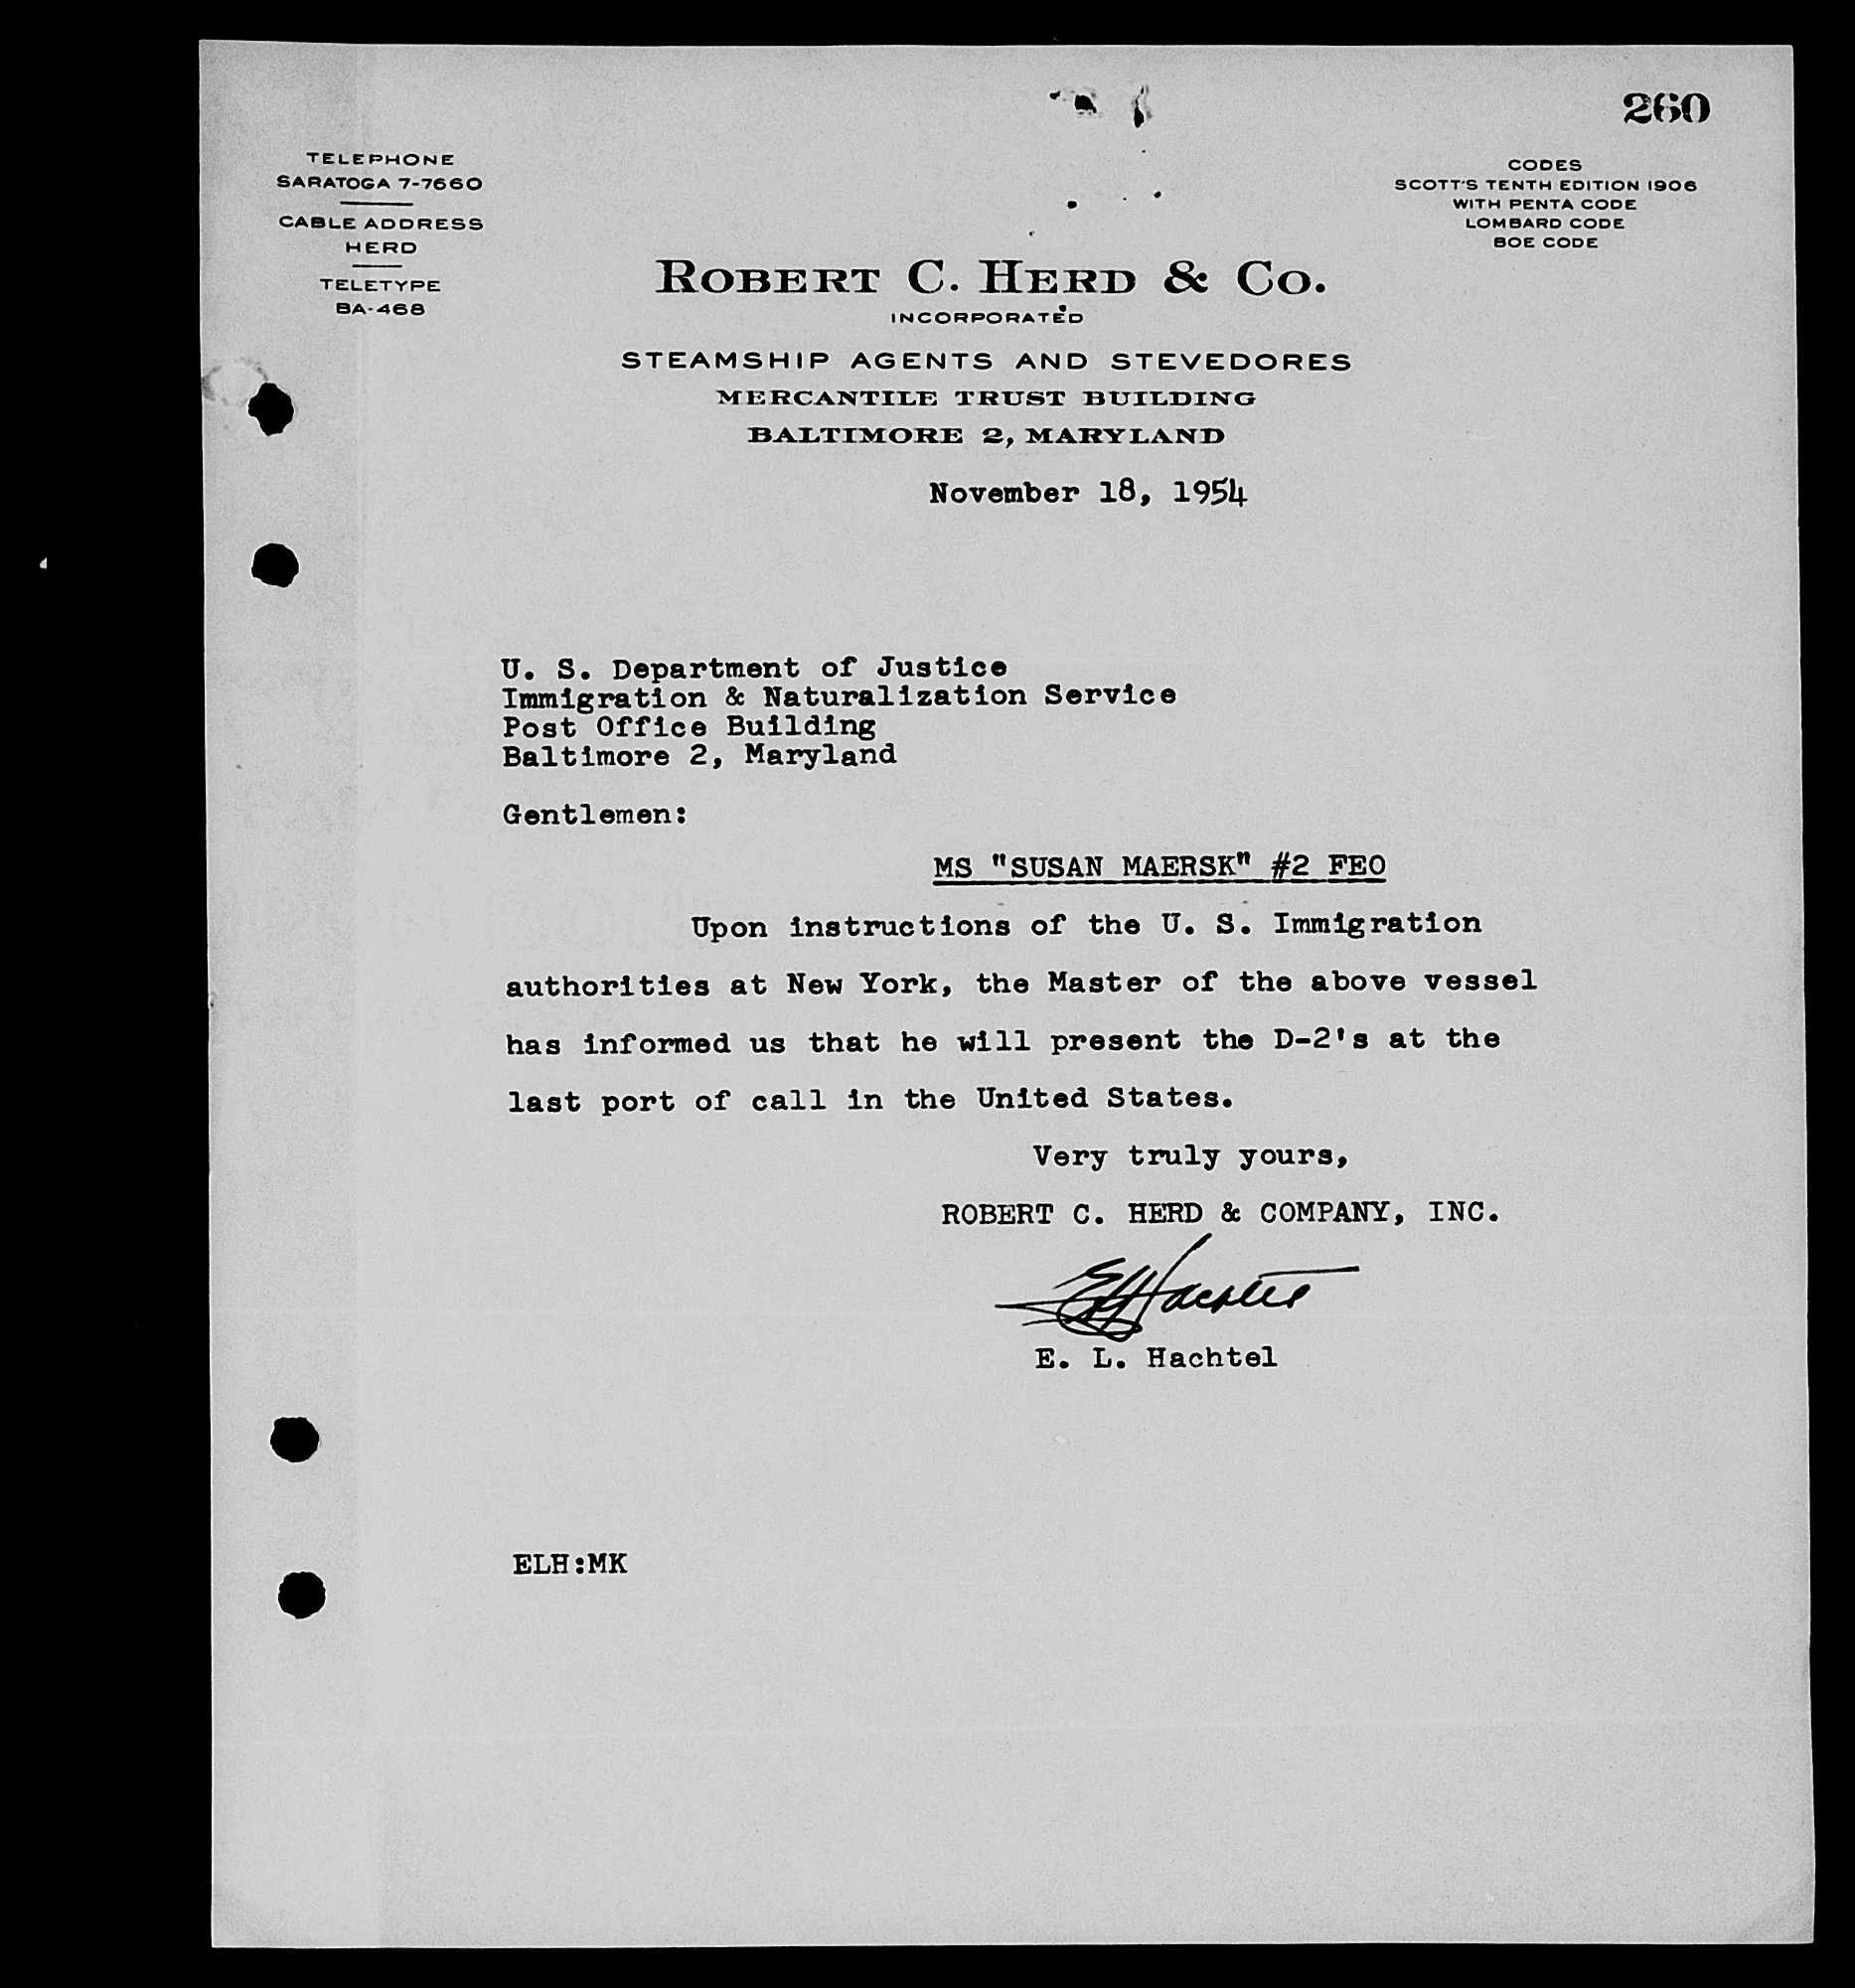 260
TELEPHONE
SARATOGA 7-7660
CABLE ADDRESS
HERD
TELETYPE
BA-468
CODES
SCOTT'S TENTH EDITION 1906
WITH PENTA CODE
LOMBARD CODE
BOE CODE
ROBERT C. HERD & CO.
INCORPORATED
STEAMSHIP AGENTS AND STEVEDORES
MERCANTILE TRUST BUILDING
BALTIMORE 2, MARYLAND
November 18, 1954
U. S. Department of Justice
Immigration & Naturalization Service
Post Office Building
Baltimore 2, Maryland
Gentlemen:
MS "SUSAN MAERSK" #2 FEO
Upon instructions of the U. S. Immigration
authorities at New York, the Master of the above vessel
has informed us that he will present the D-2's at the
last port of call in the United States.
Very truly yours,
ROBERT C. HERD & COMPANY, INC.
E L Hachtel
E. L. Hachtel
ELH:MK